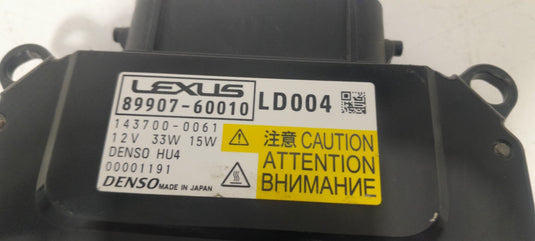 LEXUS
89907-60010 LD004
143700-0061
12V 33W 15W
DENSO HU4
00001191
DENSO MADE IN JAPAN
注意 CAUTION
ATTENTION
ВНИМАНИЕ